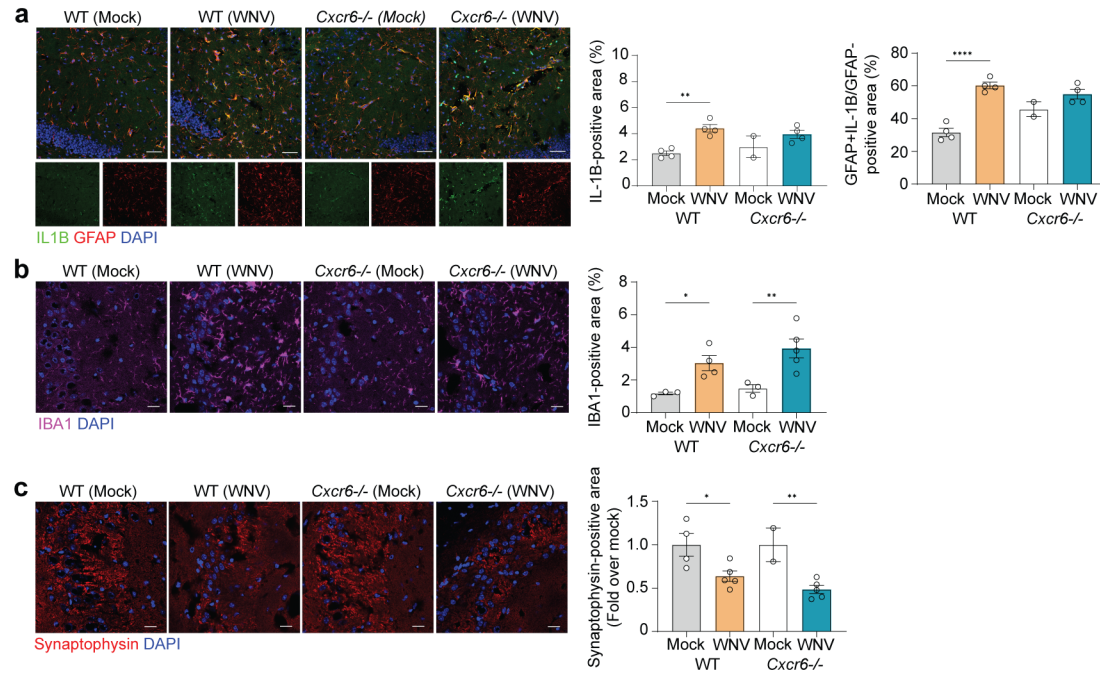 a
WT (Mock) WT (WNV) Cxcr6-/- (Mock) Cxcr6-/- (WNV)
IL1B GFAP DAPI
IL-1B-positive area (%)
10
8
6
4
2
0
**
Mock WNV Mock WNV
WT Cxcr6-/-
GFAP+IL-1B/GFAP-
positive area (%)
80
60
40
20
0
****
Mock WNV Mock WNV
WT Cxcr6-/-
b
WT (Mock) WT (WNV) Cxcr6-/- (Mock) Cxcr6-/- (WNV)
IBA1 DAPI
IBA1-positive area (%)
8
6
4
2
0
* **
Mock WNV Mock WNV
WT Cxcr6-/-
c
WT (Mock) WT (WNV) Cxcr6-/- (Mock) Cxcr6-/- (WNV)
Synaptophysin DAPI
Synaptophysin-positive area
(Fold over mock)
1.5
1.0
0.5
0
* **
Mock WNV Mock WNV
WT Cxcr6-/-